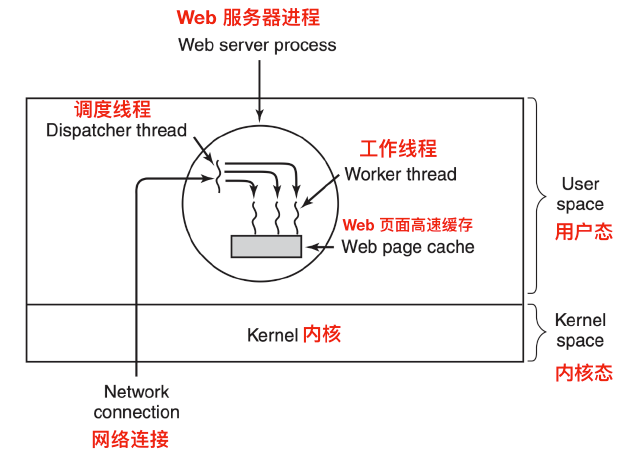 Web 服务器进程
Web server process
调度线程
Dispatcher thread
工作线程
Worker thread
Web 页面高速缓存
Web page cache
User
space
用户态
Kernel 内核
Kernel
space
内核态
Network
connection
网络连接